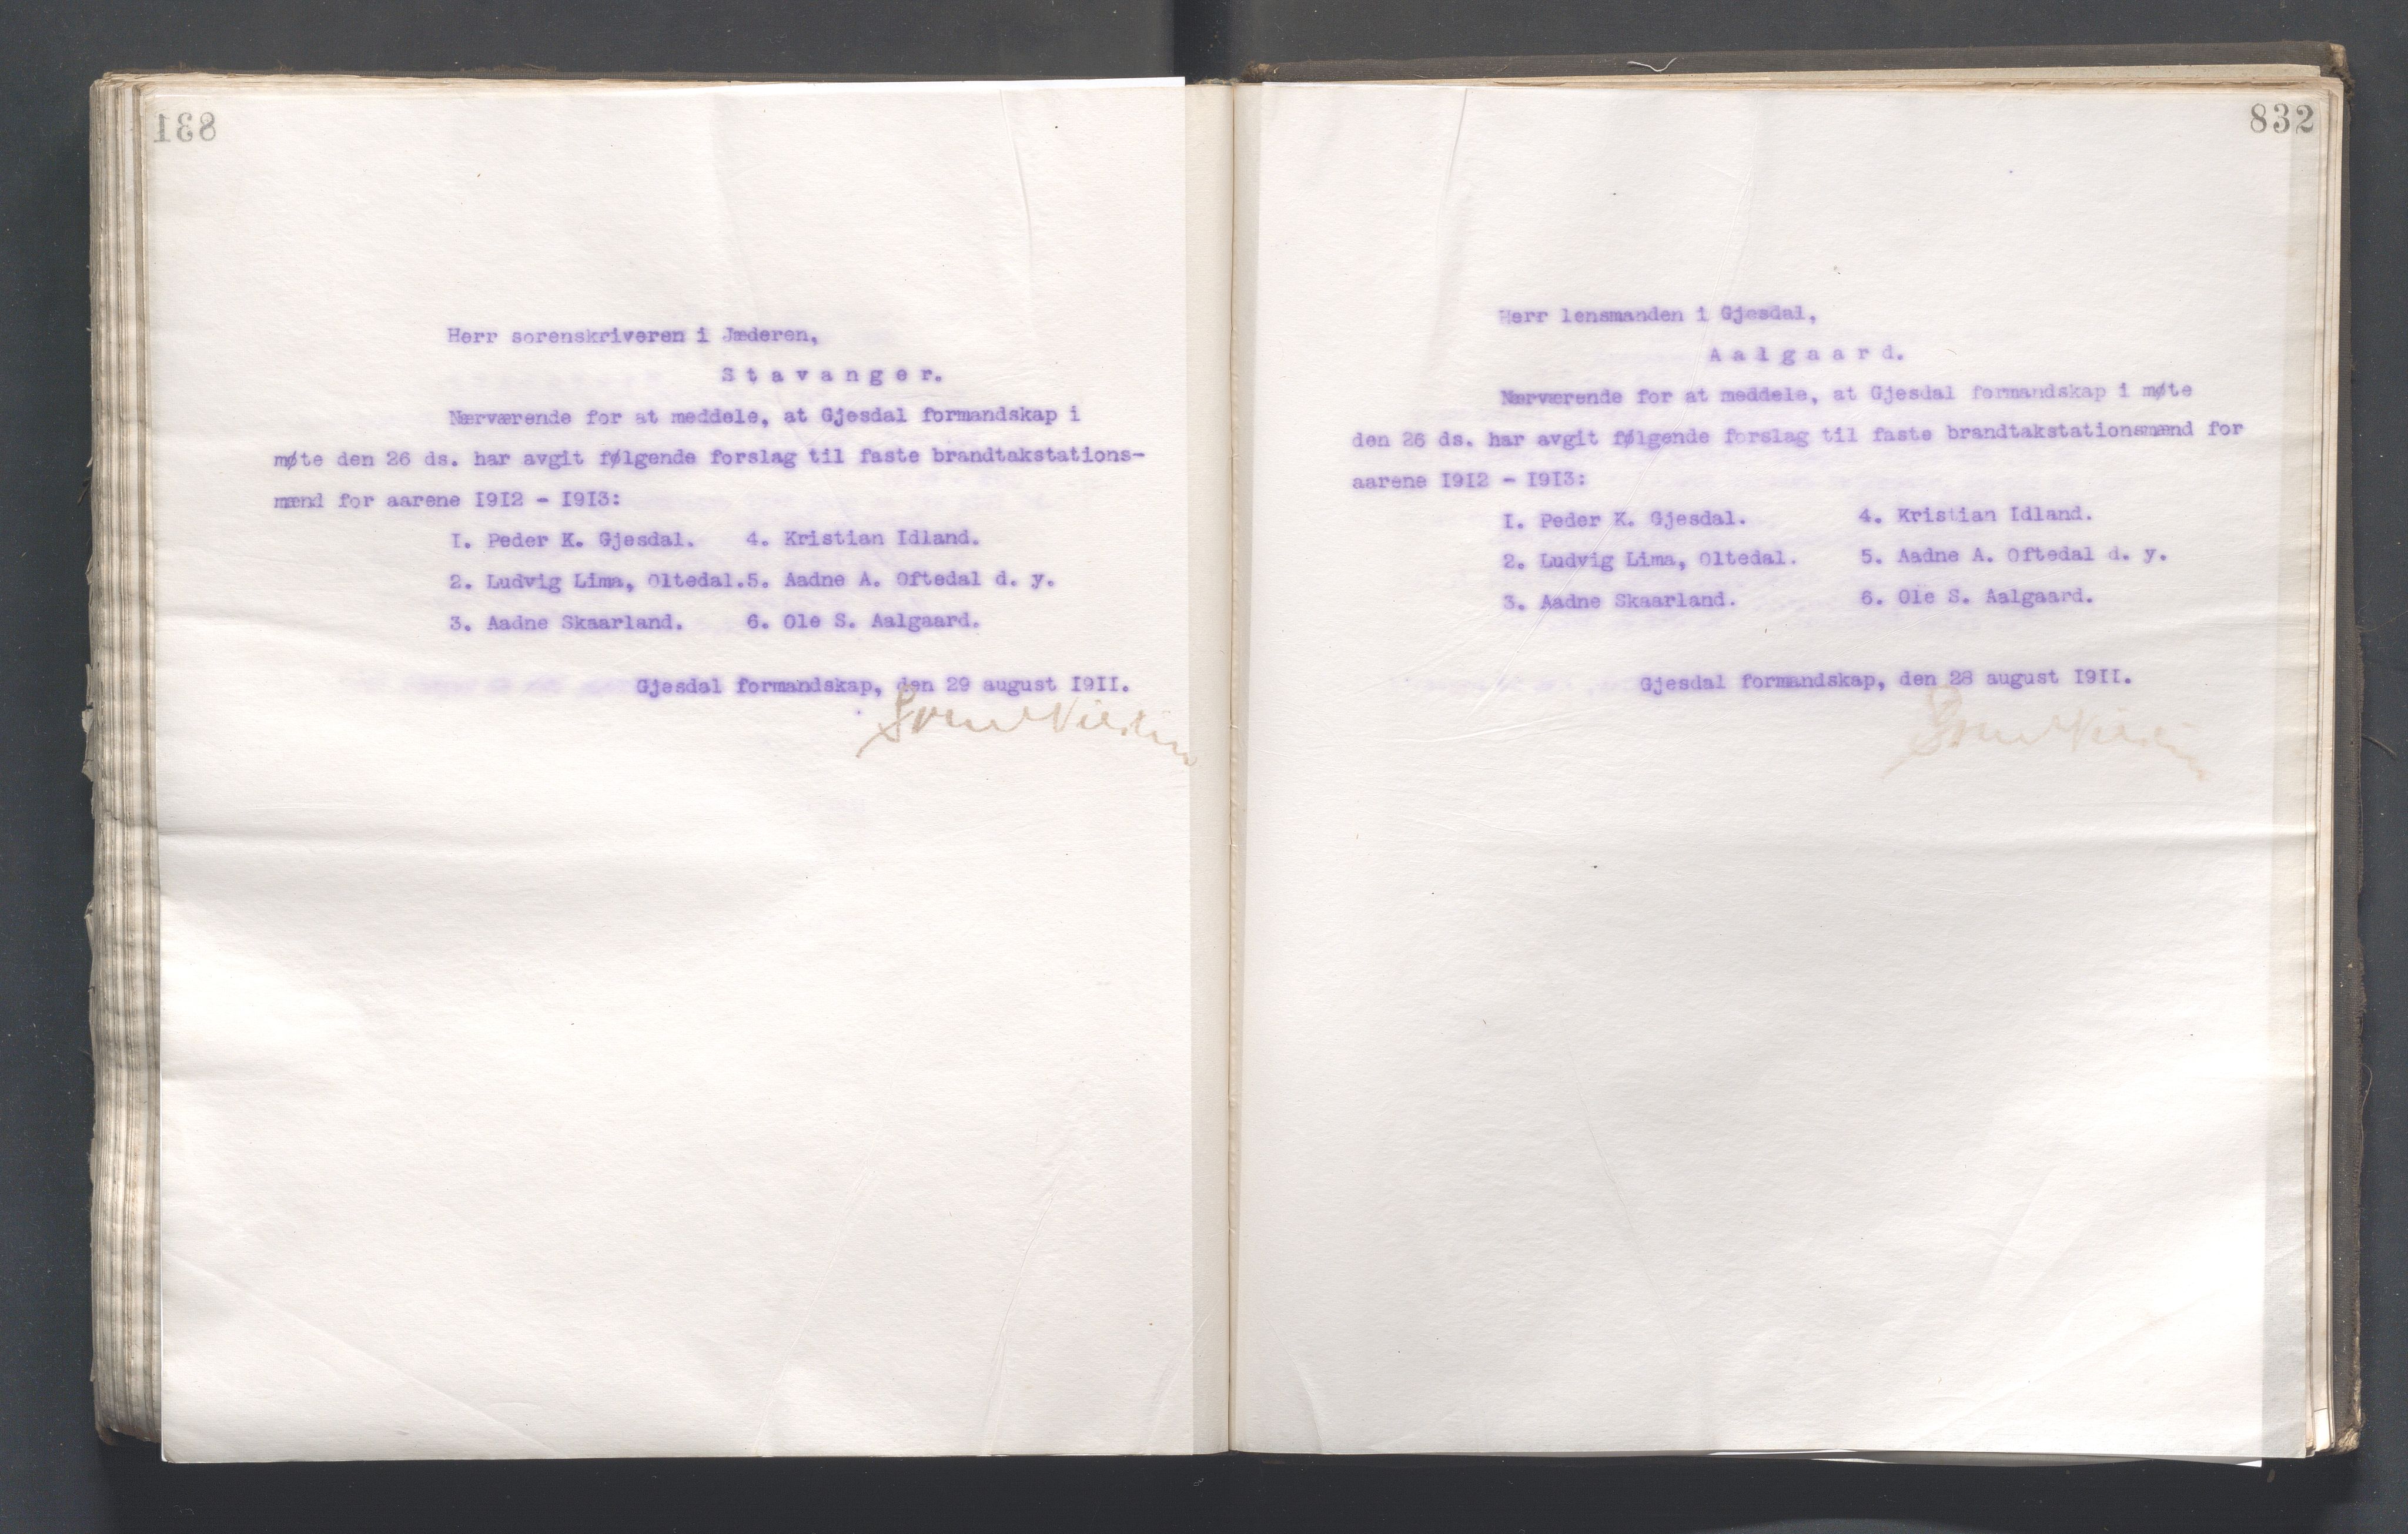 831
Herr sorenskriveren i Jæderen,
Stavanger.
Nærværende for at meddele, at Gjesdal formandskap i
møte den 26 ds. har avgit følgende forslag til faste brandtakstations-
mænd for aarene 1912 - 1913:
1. Peder K. Gjesdal. 4. Kristian Idland.
2. Ludvig Lima, Oltedal. 5. Aadne A. Oftedal d. y.
3. Aadne Skaarland. 6. Ole S. Aalgaard.
Gjesdal formandskap, den 29 august 1911.
832
Herr lensmanden i Gjesdal,
Aalgaard.
Nærværende for at meddele, at Gjesdal formandskap i møte
den 26 ds. har avgit følgende forslag til faste brandtakstationsmænd for
aarene 1912 - 1913:
1. Peder K. Gjesdal. 4. Kristian Idland.
2. Ludvig Lima, Oltedal. 5. Aadne A. Oftedal d. y.
3. Aadne Skaarland. 6. Ole S. Aalgaard.
Gjesdal formandskap, den 28 august 1911.